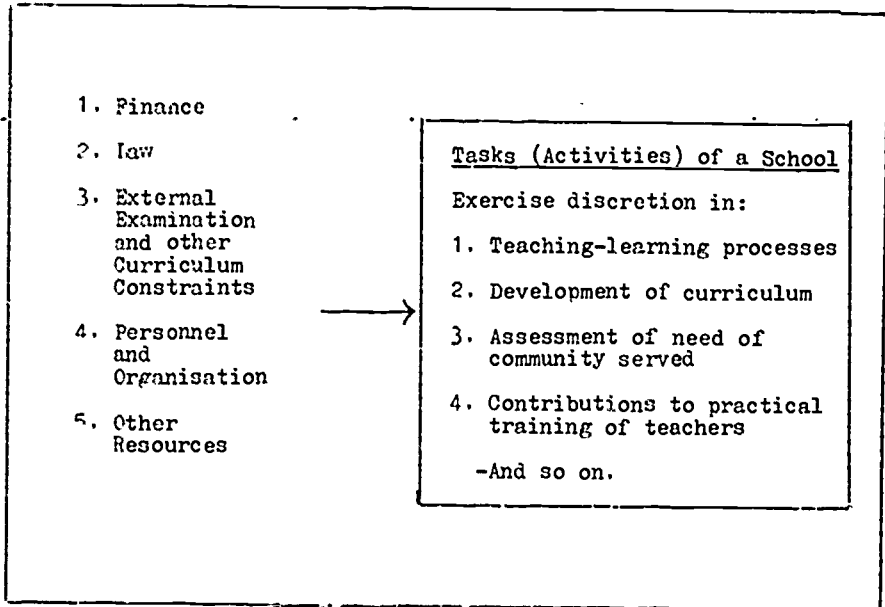 1. Finance
2. Law
3. External
Examination
and other
Curriculum
Constraints
4. Personnel
and
Organisation
5. Other
Resources
Tasks (Activities) of a School
Exercise discretion in:
1. Teaching-learning processes
2. Development of curriculum
3. Assessment of need of
community served
4. Contributions to practical
training of teachers
-And so on.